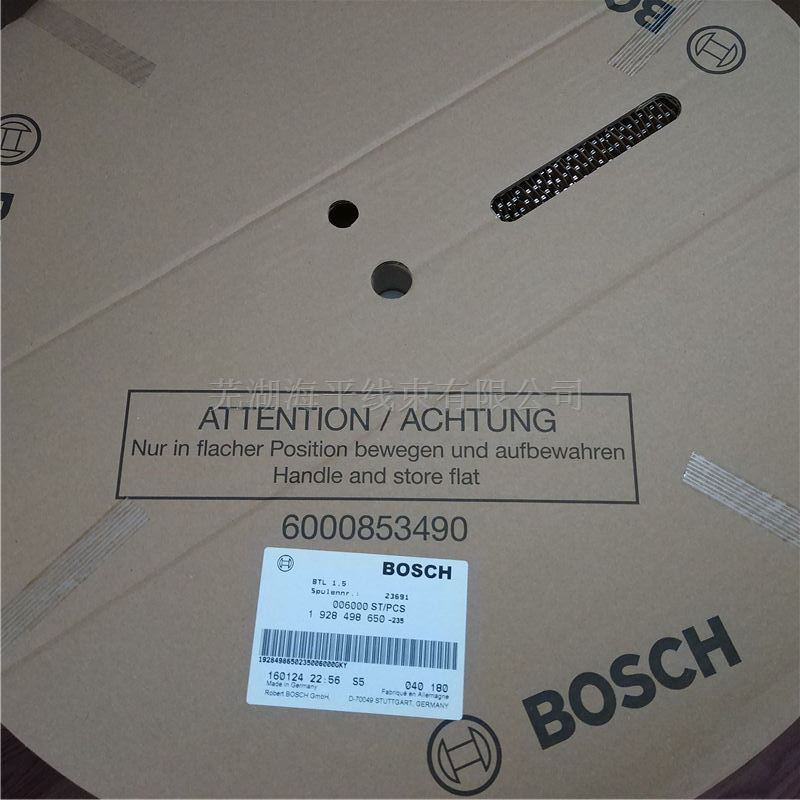 BOSCH
芜湖海平线束有限公司
ATTENTION / ACHTUNG
Nur in flacher Position bewegen und aufbewahren
Handle and store flat
6000853490
BOSCH
BTL 1.5
Spulennr.: 23691
006000 ST/PCS
1 928 498 650 -235
1928498650235006000GKY
160124 22:56 S5 040 180
Made in Germany Fabriqué en Allemagne
Robert BOSCH GmbH, D-70049 STUTTGART, GERMANY
BOSCH